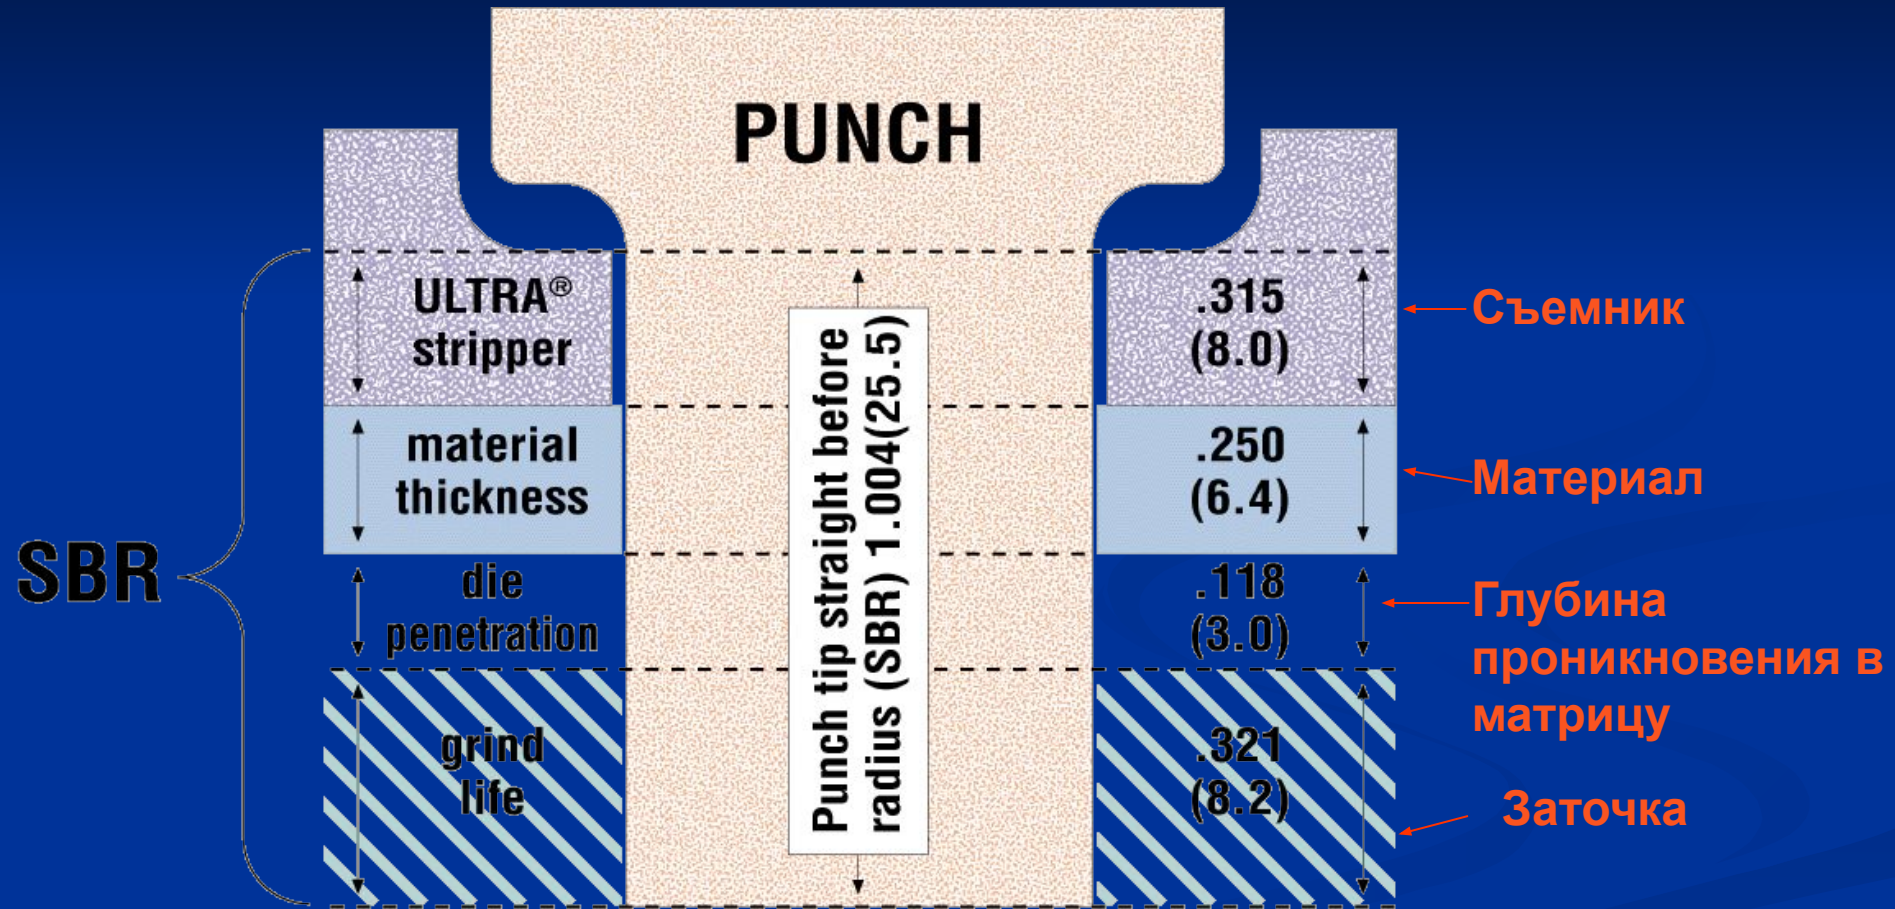 PUNCH
ULTRA®
stripper
.315
(8.0)
Съемник
material
thickness
.250
(6.4)
Материал
SBR
die
penetration
.118
(3.0)
Глубина
проникновения в
матрицу
grind
life
.321
(8.2)
Заточка
Punch tip straight before
radius (SBR) 1.004(25.5)